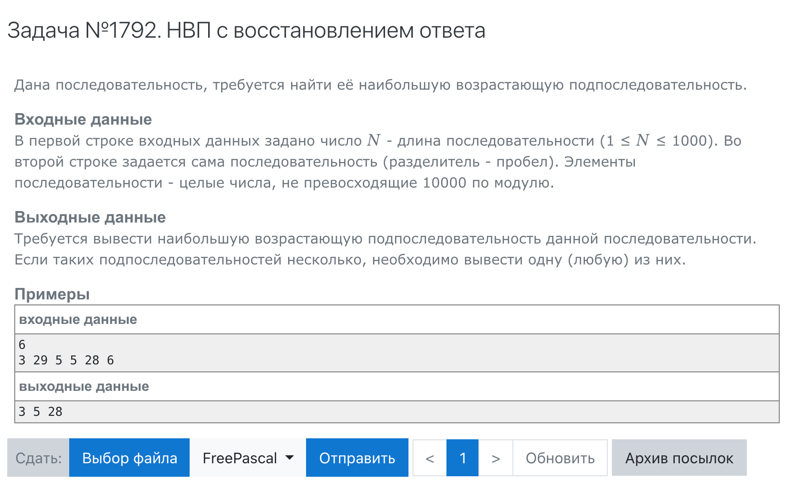 Задача №1792. НВП с восстановлением ответа
Дана последовательность, требуется найти её наибольшую возрастающую подпоследовательность.
Входные данные
В первой строке входных данных задано число N - длина последовательности (1 ≤ N ≤ 1000). Во
второй строке задается сама последовательность (разделитель - пробел). Элементы
последовательности - целые числа, не превосходящие 10000 по модулю.
Выходные данные
Требуется вывести наибольшую возрастающую подпоследовательность данной последовательности.
Если таких подпоследовательностей несколько, необходимо вывести одну (любую) из них.
Примеры
входные данные
6
3 29 5 5 28 6
выходные данные
3 5 28
Сдать: Выбор файла FreePascal Отправить < 1 > Обновить Архив посылок